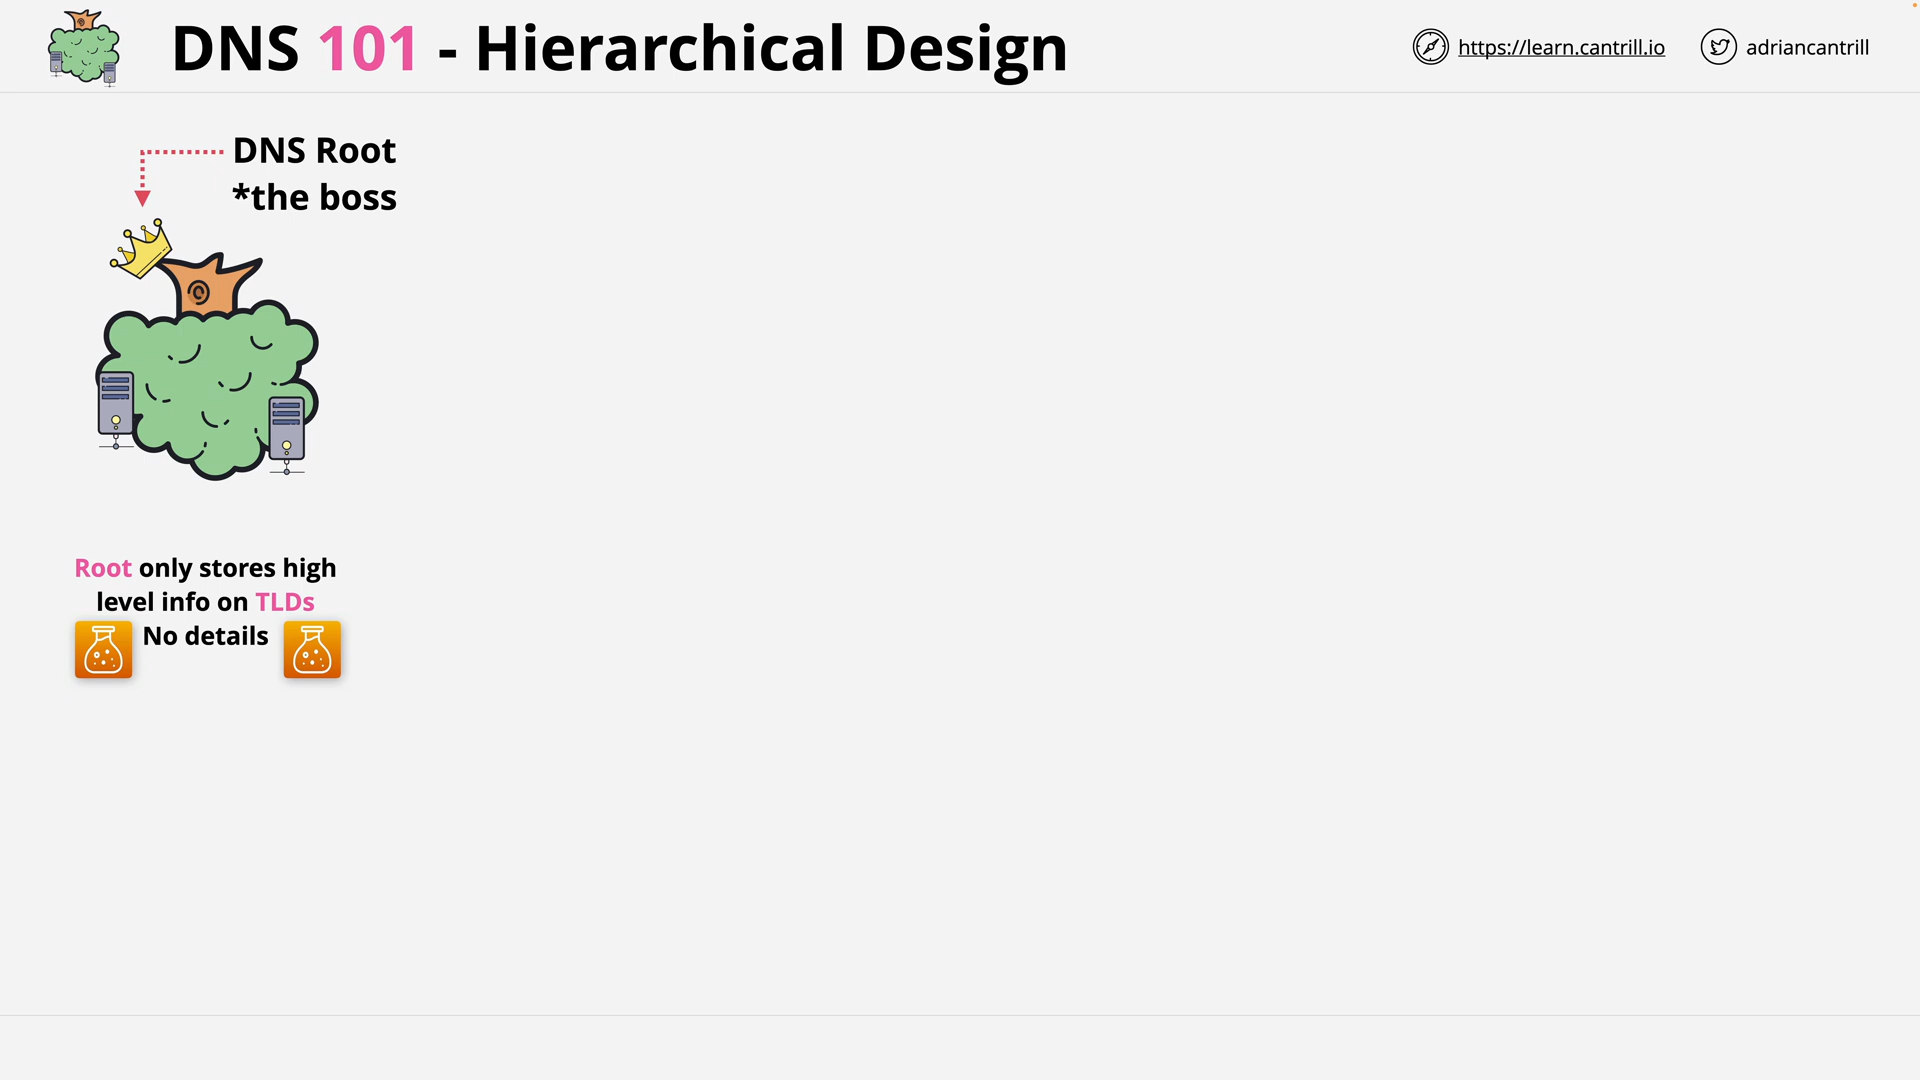 DNS 101 - Hierarchical Design
https://learn.cantrill.io
adriancantrill
DNS Root
*the boss
Root only stores high
level info on TLDs
No details